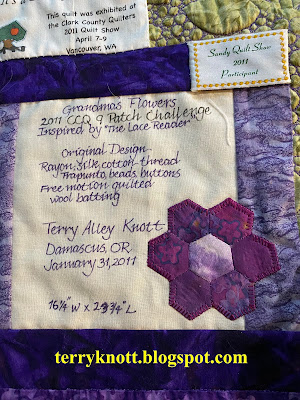 This quilt was exhibited at
the Clark County Quilters
2011 Quilt Show
April 7-9
Vancouver, WA
Sandy Quilt Show
2011
Participant
Grandmas Flowers
2011 CCQ 9 Patch Challenge
Inspired by "The Lace Reader"
Original Design
Rayon, silk, cotton thread
Trapunto, beads, buttons
Free motion quilted
wool batting
Terry Alley Knott
Damascus, OR
January 31, 2011
16¼" W x 23¾" L
terryknott.blogspot.com